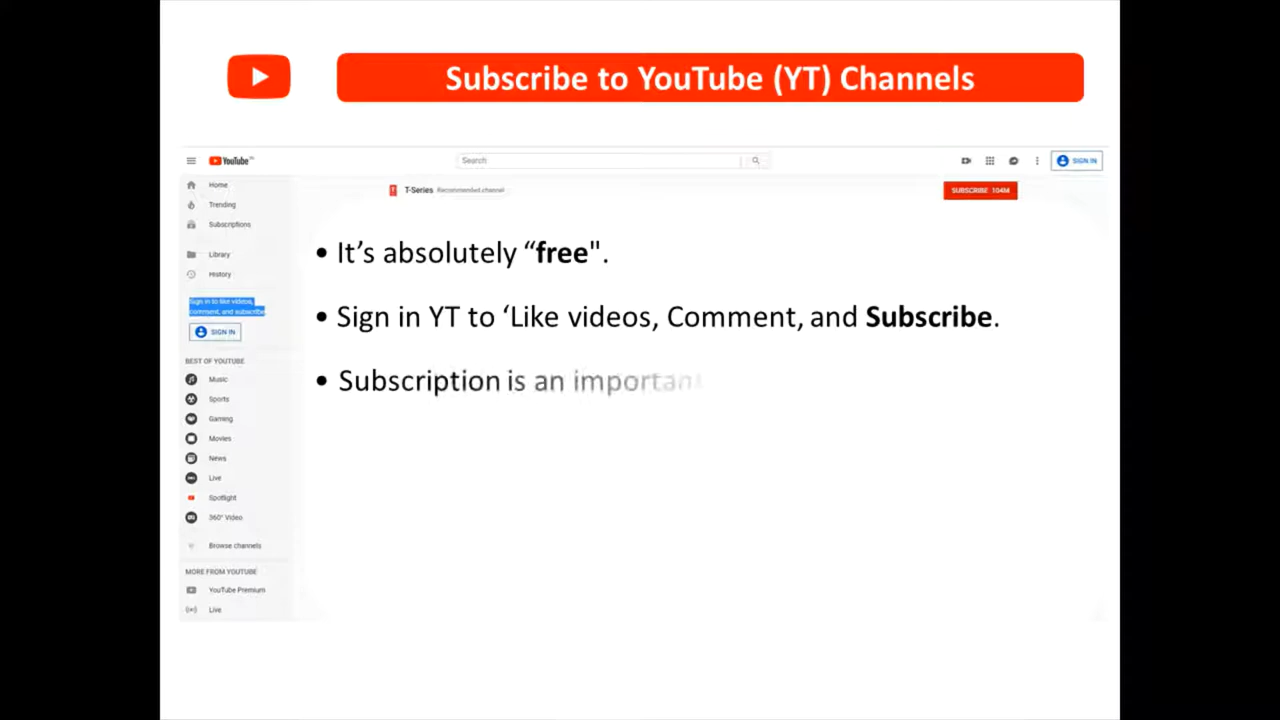 Subscribe to YouTube (YT) Channels
YouTube
Search
SIGN IN
Home
T-Series Recommended channel
SUBSCRIBE 104M
Trending
Subscriptions
• It’s absolutely “free".
Library
History
Sign in to like videos,
comment, and subscribe.
• Sign in YT to ‘Like videos, Comment, and Subscribe.
SIGN IN
BEST OF YOUTUBE
Music
• Subscription is an important
Sports
Gaming
Movies
News
Live
Spotlight
360° Video
Browse channels
MORE FROM YOUTUBE
YouTube Premium
Live